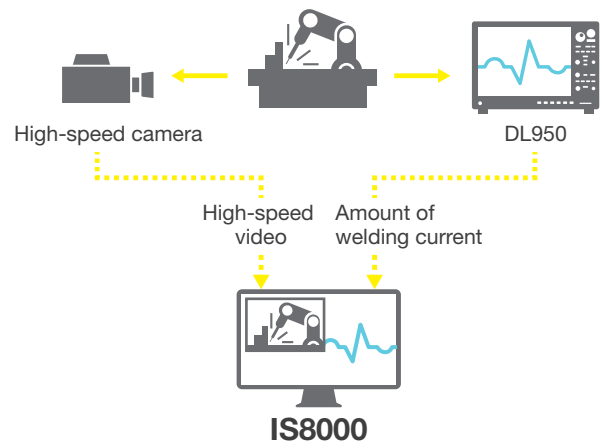 High-speed camera
DL950
High-speed
video
Amount of
welding current
IS8000